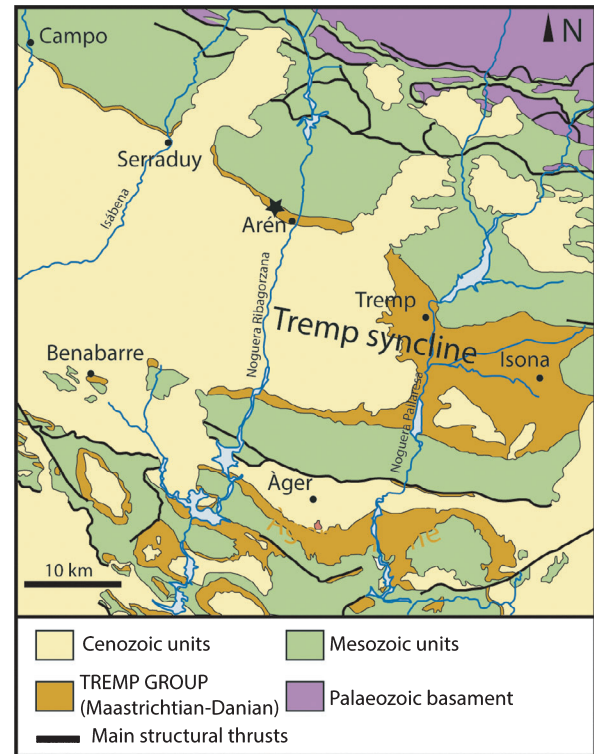 N
Campo
Serraduy
Isábena
Arén
Noguera Ribagorzana
Tremp
Tremp syncline
Benabarre
Isona
Noguera Pallaresa
Àger
10 km
Cenozoic units
Mesozoic units
TREMP GROUP
(Maastrichtian-Danian)
Palaeozoic basament
Main structural thrusts